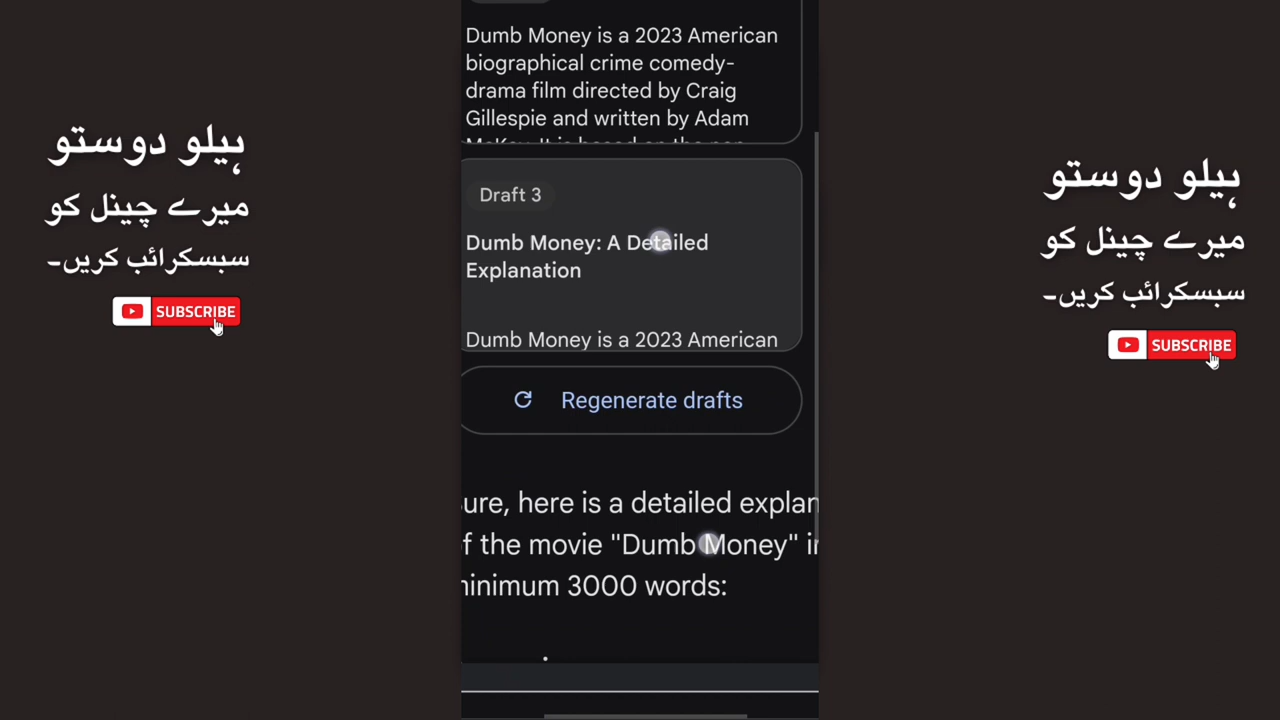 ہیلو دوستو
میرے چینل کو
سبسکرائب کریں۔
SUBSCRIBE
Dumb Money is a 2023 American
biographical crime comedy-
drama film directed by Craig
Gillespie and written by Adam
Draft 3
Dumb Money: A Detailed
Explanation
Dumb Money is a 2023 American
Regenerate drafts
ure, here is a detailed explan
f the movie "Dumb Money" in
minimum 3000 words:
ہیلو دوستو
میرے چینل کو
سبسکرائب کریں۔
SUBSCRIBE